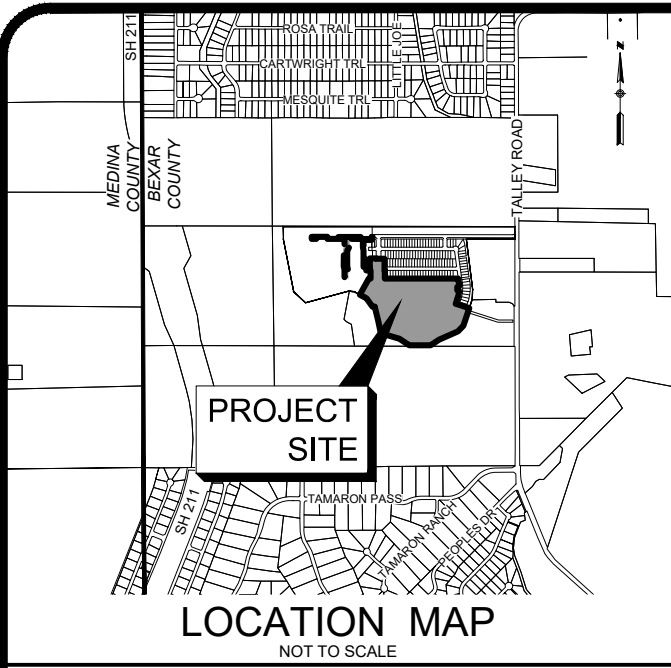 SH 211
ROSA TRAIL
LITTLE JOE
CARTWRIGHT TRL
MESQUITE TRL
N
TALLEY ROAD
MEDINA
COUNTY
BEXAR
COUNTY
PROJECT
SITE
SH 211
TAMARON PASS
TAMARON RANCH
PEOPLES DR
LOCATION MAP
NOT TO SCALE